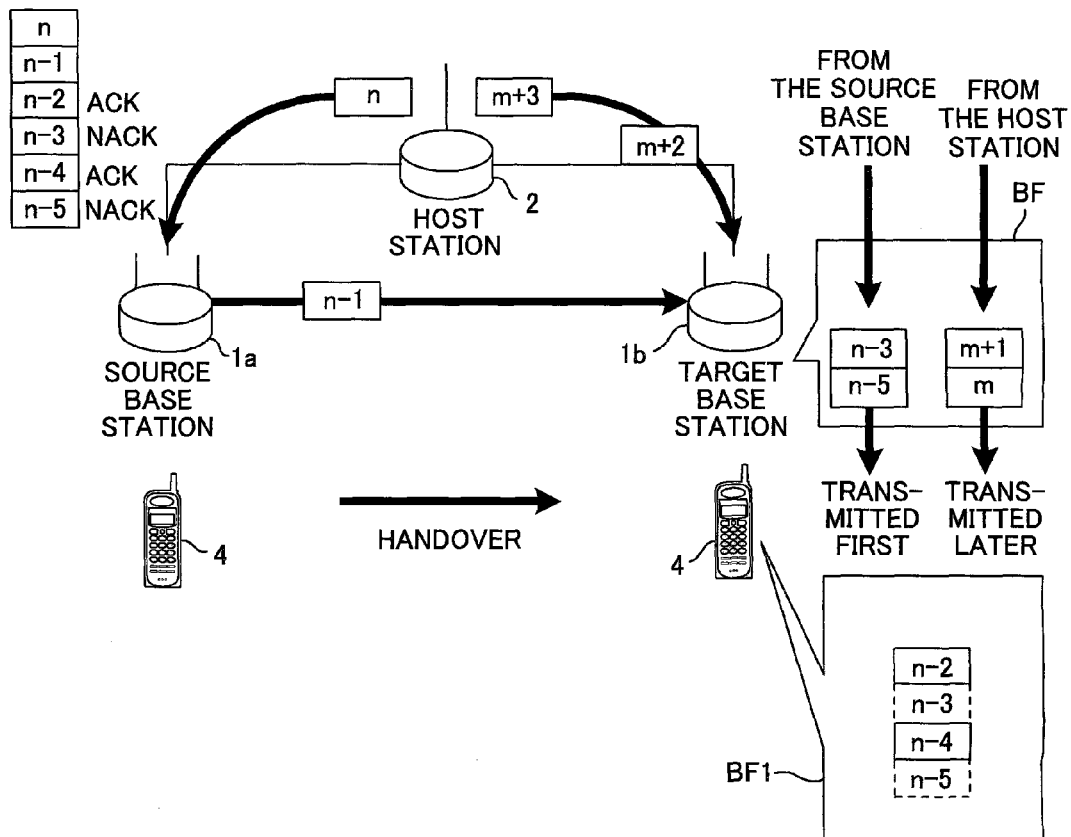 n
n-1
n-2 ACK
n-3 NACK
n-4 ACK
n-5 NACK
n
m+3
m+2
2
HOST
STATION
FROM
THE SOURCE
BASE
STATION
FROM
THE HOST
STATION
BF
n-1
1a
SOURCE
BASE
STATION
1b
TARGET
BASE
STATION
n-3
n-5
m+1
m
TRANS-
MITTED
FIRST
TRANS-
MITTED
LATER
4
HANDOVER
4
n-2
n-3
n-4
n-5
BF1